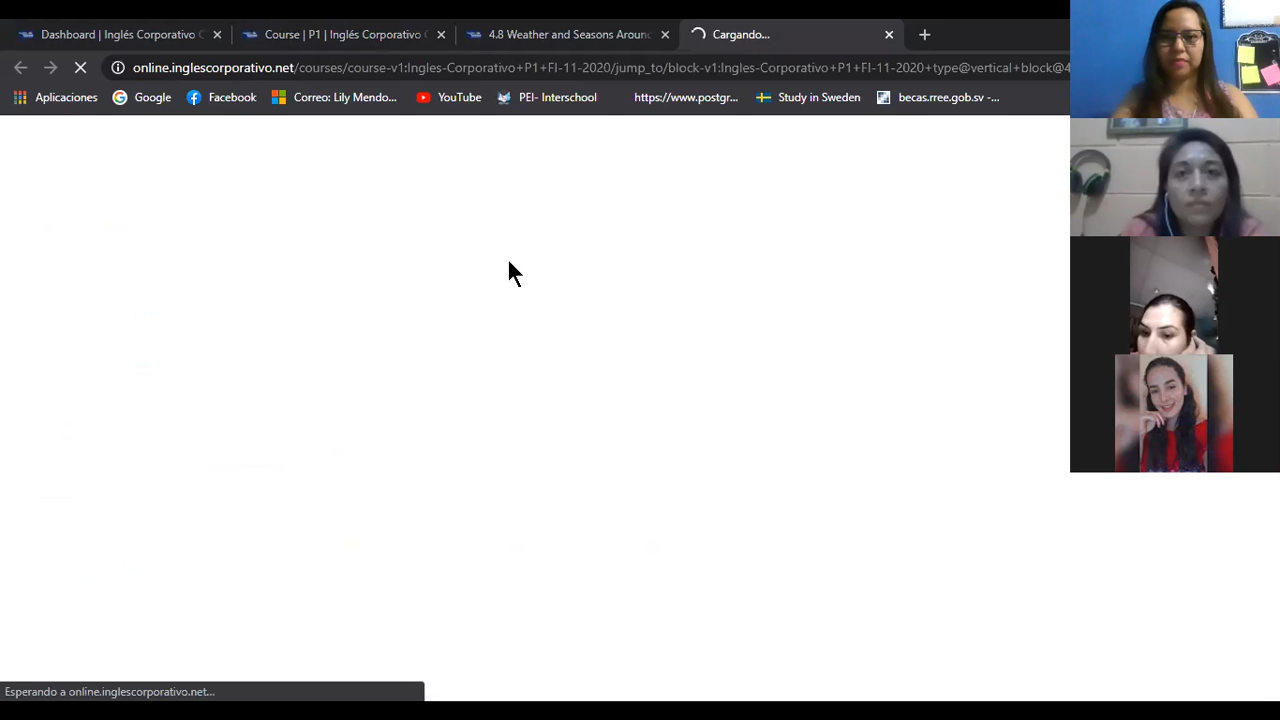 Dashboard | Inglés Corporativo C
Course | P1 | Inglés Corporativo C
4.8 Weather and Seasons Aroun
Cargando...
online.inglescorporativo.net/courses/course-v1:Ingles-Corporativo+P1+FI-11-2020/jump_to/block-v1:Ingles-Corporativo+P1+FI-11-2020+type@vertical+block@4
Aplicaciones
Google
Facebook
Correo: Lily Mendo...
YouTube
PEI- Interschool
https://www.postgr...
Study in Sweden
becas.rree.gob.sv -...
Esperando a online.inglescorporativo.net...